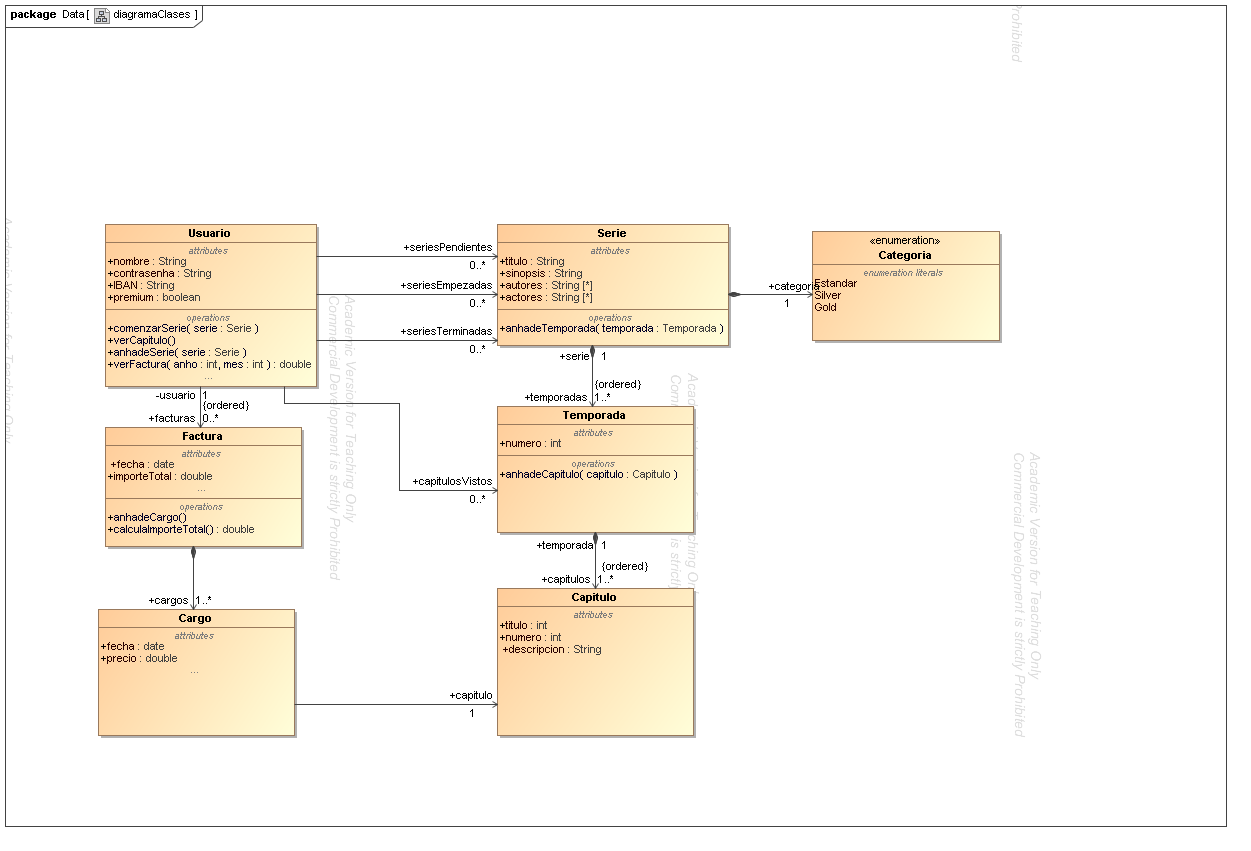 package Data [ diagramaClases ]
Usuario
attributes
+nombre : String
+contrasenha : String
+IBAN : String
+premium : boolean
operations
+comenzarSerie( serie : Serie )
+verCapitulo()
+anhadeSerie( serie : Serie )
+verFactura( anho : int, mes : int ) : double
...
+seriesPendientes
0..*
+seriesEmpezadas
0..*
+seriesTerminadas
0..*
Serie
attributes
+titulo : String
+sinopsis : String
+autores : String [*]
+actores : String [*]
operations
+anhadeTemporada( temporada : Temporada )
+categoria
1
«enumeration»
Categoria
enumeration literals
Estandar
Silver
Gold
-usuario 1
{ordered}
+facturas 0..*
Factura
attributes
+fecha : date
+importeTotal : double
...
operations
+anhadeCargo()
+calculaImporteTotal() : double
+capitulosVistos
0..*
+serie 1
{ordered}
+temporadas 1..*
Temporada
attributes
+numero : int
operations
+anhadeCapitulo( capitulo : Capitulo )
+temporada 1
{ordered}
+capitulos 1..*
Capitulo
attributes
+titulo : int
+numero : int
+descripcion : String
+cargos 1..*
Cargo
attributes
+fecha : date
+precio : double
...
+capitulo
1
Academic Version for Teaching Only
Academic Version for Teaching Only
Commercial Development is strictly Prohibited
Academic Version for Teaching Only
Commercial Development is strictly Prohibited